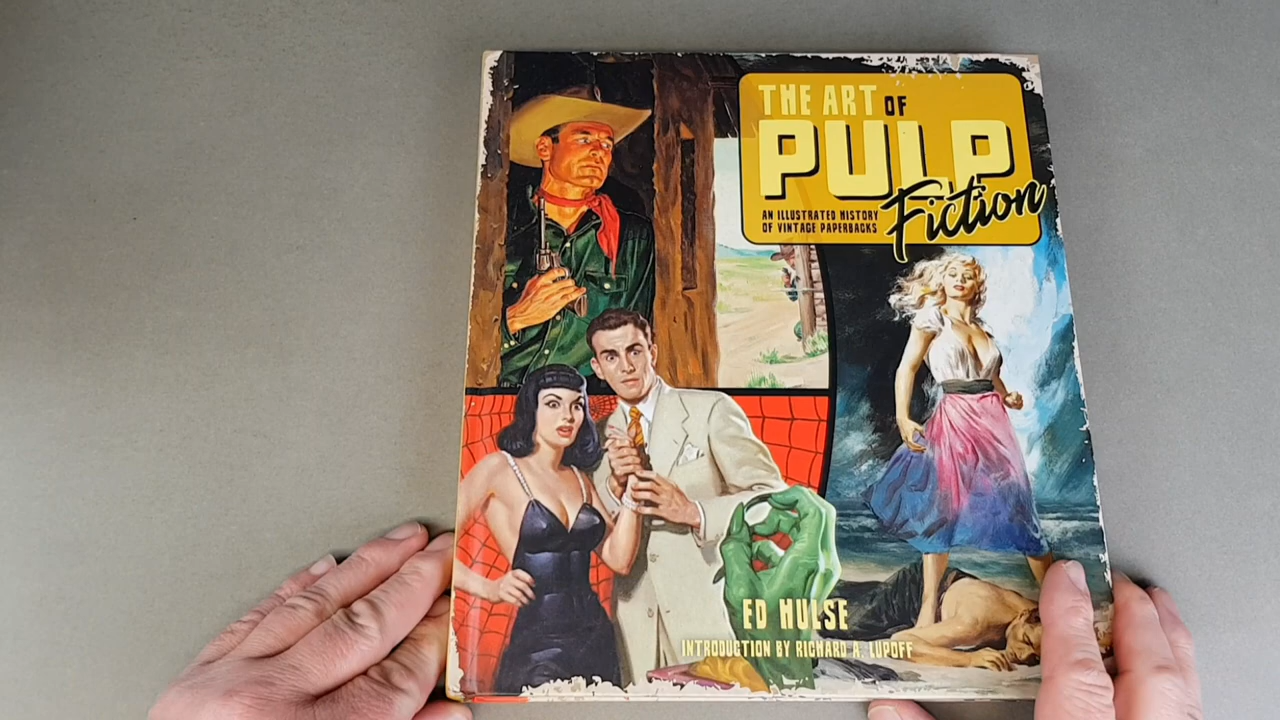 THE ART OF
PULP
Fiction
AN ILLUSTRATED HISTORY
OF VINTAGE PAPERBACKS
ED HULSE
INTRODUCTION BY RICHARD A. LUPOFF